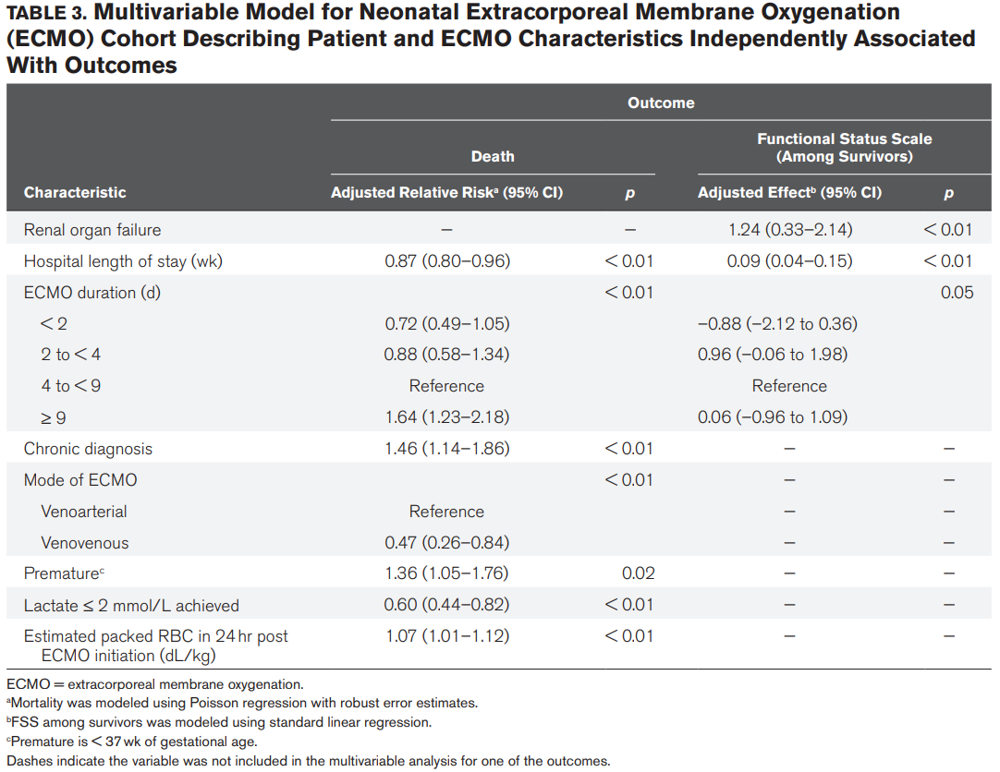 TABLE 3. Multivariable Model for Neonatal Extracorporeal Membrane Oxygenation
(ECMO) Cohort Describing Patient and ECMO Characteristics Independently Associated
With Outcomes
Outcome
Death Functional Status Scale (Among Survivors)
Characteristic Adjusted Relative Riskᵃ (95% CI) p Adjusted Effectᵇ (95% CI) p
Renal organ failure – – 1.24 (0.33–2.14) < 0.01
Hospital length of stay (wk) 0.87 (0.80–0.96) < 0.01 0.09 (0.04–0.15) < 0.01
ECMO duration (d) < 0.01 0.05
< 2 0.72 (0.49–1.05) –0.88 (–2.12 to 0.36)
2 to < 4 0.88 (0.58–1.34) 0.96 (–0.06 to 1.98)
4 to < 9 Reference Reference
≥ 9 1.64 (1.23–2.18) 0.06 (–0.96 to 1.09)
Chronic diagnosis 1.46 (1.14–1.86) < 0.01 – –
Mode of ECMO < 0.01 – –
Venoarterial Reference – –
Venovenous 0.47 (0.26–0.84) – –
Prematureᶜ 1.36 (1.05–1.76) 0.02 – –
Lactate ≤ 2 mmol/L achieved 0.60 (0.44–0.82) < 0.01 – –
Estimated packed RBC in 24 hr post 1.07 (1.01–1.12) < 0.01 – –
ECMO initiation (dL/kg)
ECMO = extracorporeal membrane oxygenation.
ᵃMortality was modeled using Poisson regression with robust error estimates.
ᵇFSS among survivors was modeled using standard linear regression.
ᶜPremature is < 37 wk of gestational age.
Dashes indicate the variable was not included in the multivariable analysis for one of the outcomes.